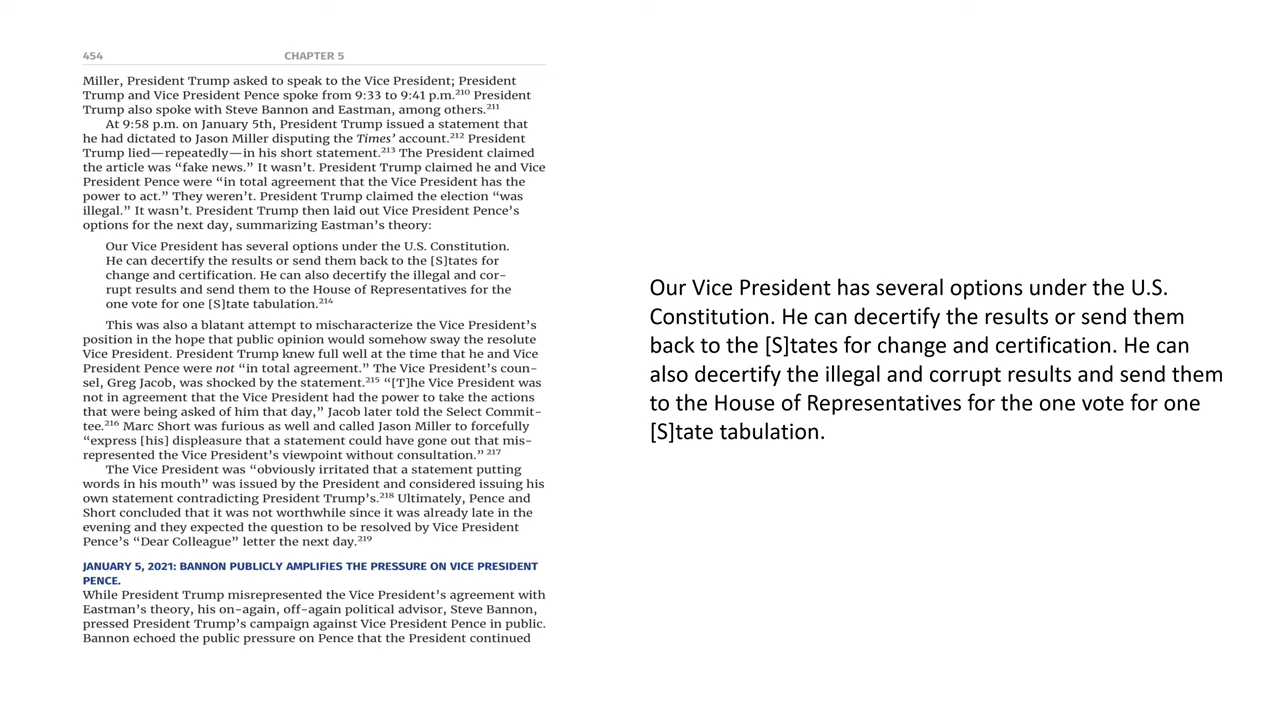 454 CHAPTER 5
Miller, President Trump asked to speak to the Vice President; President
Trump and Vice President Pence spoke from 9:33 to 9:41 p.m.²¹⁰ President
Trump also spoke with Steve Bannon and Eastman, among others.²¹¹
At 9:58 p.m. on January 5th, President Trump issued a statement that
he had dictated to Jason Miller disputing the Times’ account.²¹² President
Trump lied—repeatedly—in his short statement.²¹³ The President claimed
the article was “fake news.” It wasn’t. President Trump claimed he and Vice
President Pence were “in total agreement that the Vice President has the
power to act.” They weren’t. President Trump claimed the election “was
illegal.” It wasn’t. President Trump then laid out Vice President Pence’s
options for the next day, summarizing Eastman’s theory:
Our Vice President has several options under the U.S. Constitution.
He can decertify the results or send them back to the [S]tates for
change and certification. He can also decertify the illegal and cor-
rupt results and send them to the House of Representatives for the
one vote for one [S]tate tabulation.²¹⁴
This was also a blatant attempt to mischaracterize the Vice President’s
position in the hope that public opinion would somehow sway the resolute
Vice President. President Trump knew full well at the time that he and Vice
President Pence were not “in total agreement.” The Vice President’s coun-
sel, Greg Jacob, was shocked by the statement.²¹⁵ “[T]he Vice President was
not in agreement that the Vice President had the power to take the actions
that were being asked of him that day,” Jacob later told the Select Commit-
tee.²¹⁶ Marc Short was furious as well and called Jason Miller to forcefully
“express [his] displeasure that a statement could have gone out that mis-
represented the Vice President’s viewpoint without consultation.” ²¹⁷
The Vice President was “obviously irritated that a statement putting
words in his mouth” was issued by the President and considered issuing his
own statement contradicting President Trump’s.²¹⁸ Ultimately, Pence and
Short concluded that it was not worthwhile since it was already late in the
evening and they expected the question to be resolved by Vice President
Pence’s “Dear Colleague” letter the next day.²¹⁹
JANUARY 5, 2021: BANNON PUBLICLY AMPLIFIES THE PRESSURE ON VICE PRESIDENT
PENCE.
While President Trump misrepresented the Vice President’s agreement with
Eastman’s theory, his on-again, off-again political advisor, Steve Bannon,
pressed President Trump’s campaign against Vice President Pence in public.
Bannon echoed the public pressure on Pence that the President continued
Our Vice President has several options under the U.S.
Constitution. He can decertify the results or send them
back to the [S]tates for change and certification. He can
also decertify the illegal and corrupt results and send them
to the House of Representatives for the one vote for one
[S]tate tabulation.